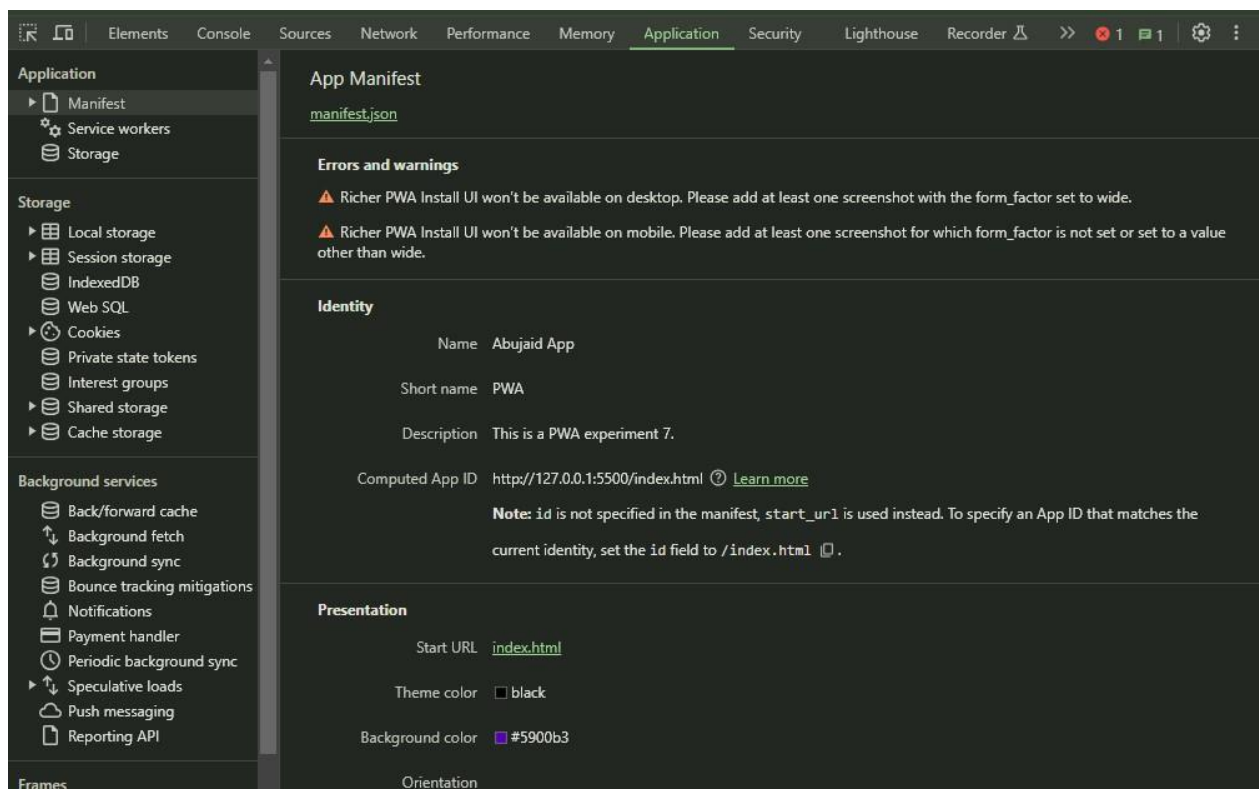 Elements Console Sources Network Performance Memory Application Security Lighthouse Recorder >> 1 1
Application
Manifest
Service workers
Storage
Storage
Local storage
Session storage
IndexedDB
Web SQL
Cookies
Private state tokens
Interest groups
Shared storage
Cache storage
Background services
Back/forward cache
Background fetch
Background sync
Bounce tracking mitigations
Notifications
Payment handler
Periodic background sync
Speculative loads
Push messaging
Reporting API
Frames
App Manifest
manifest.json
Errors and warnings
Richer PWA Install UI won't be available on desktop. Please add at least one screenshot with the form_factor set to wide.
Richer PWA Install UI won't be available on mobile. Please add at least one screenshot for which form_factor is not set or set to a value
other than wide.
Identity
Name Abujaid App
Short name PWA
Description This is a PWA experiment 7.
Computed App ID http://127.0.0.1:5500/index.html ? Learn more
Note: id is not specified in the manifest, start_url is used instead. To specify an App ID that matches the
current identity, set the id field to /index.html .
Presentation
Start URL index.html
Theme color black
Background color #5900b3
Orientation